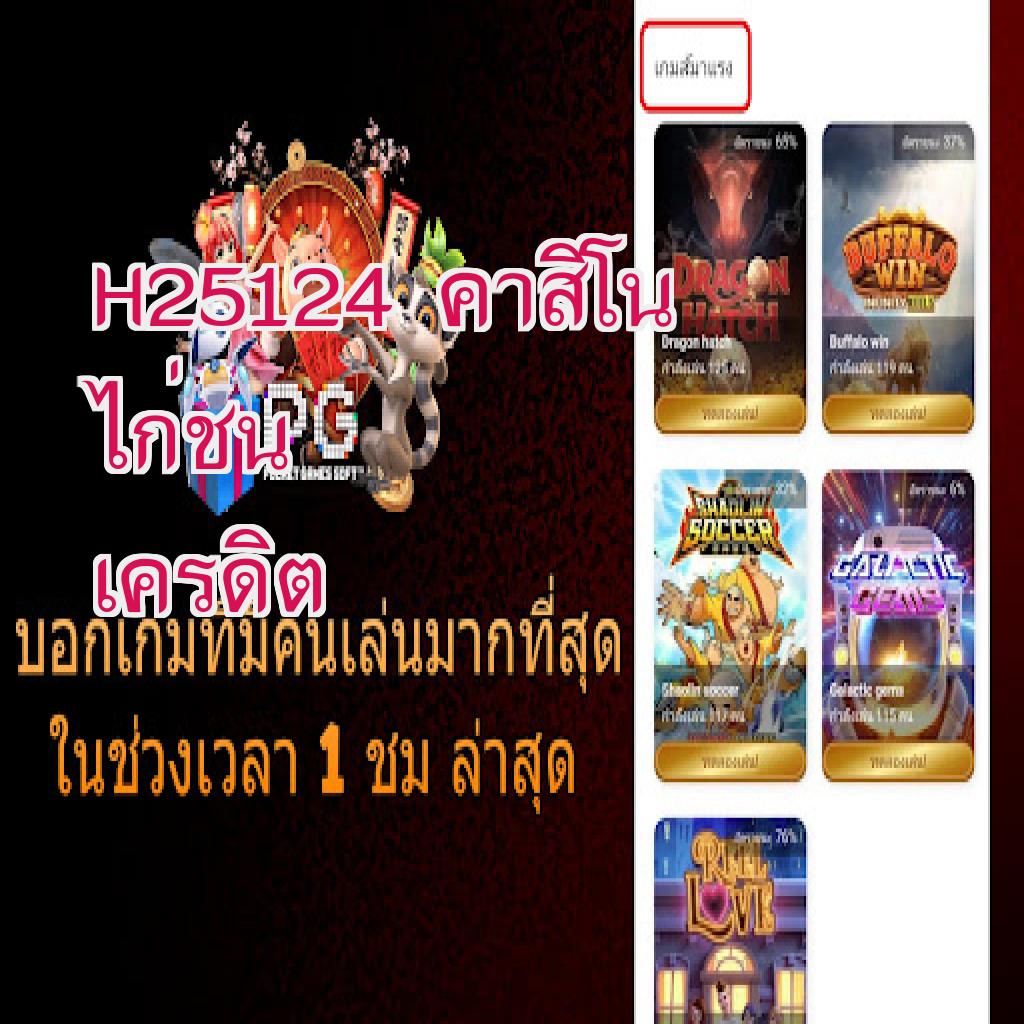 เกมส์มาแรง
H25124 คาสิโน
ไก่ชน
เครดิต
PG
POCKET GAMES SOFT
บอกเกมที่มีคนเล่นมากที่สุด
ในช่วงเวลา 1 ชม ล่าสุด
อัตราชนะ 68%
DRAGON
HATCH
Dragon hatch
กำลังเล่น 125 คน
ทดลองเล่น!
อัตราชนะ 37%
BUFFALO
WIN
Buffalo win
กำลังเล่น 119 คน
ทดลองเล่น!
SHAOLIN
SOCCER
Shaolin soccer
กำลังเล่น 117 คน
ทดลองเล่น!
อัตราชนะ 6%
GALACTIC
GEMS
Galactic gems
กำลังเล่น 115 คน
ทดลองเล่น!
อัตราชนะ 76%
REEL
LOVE